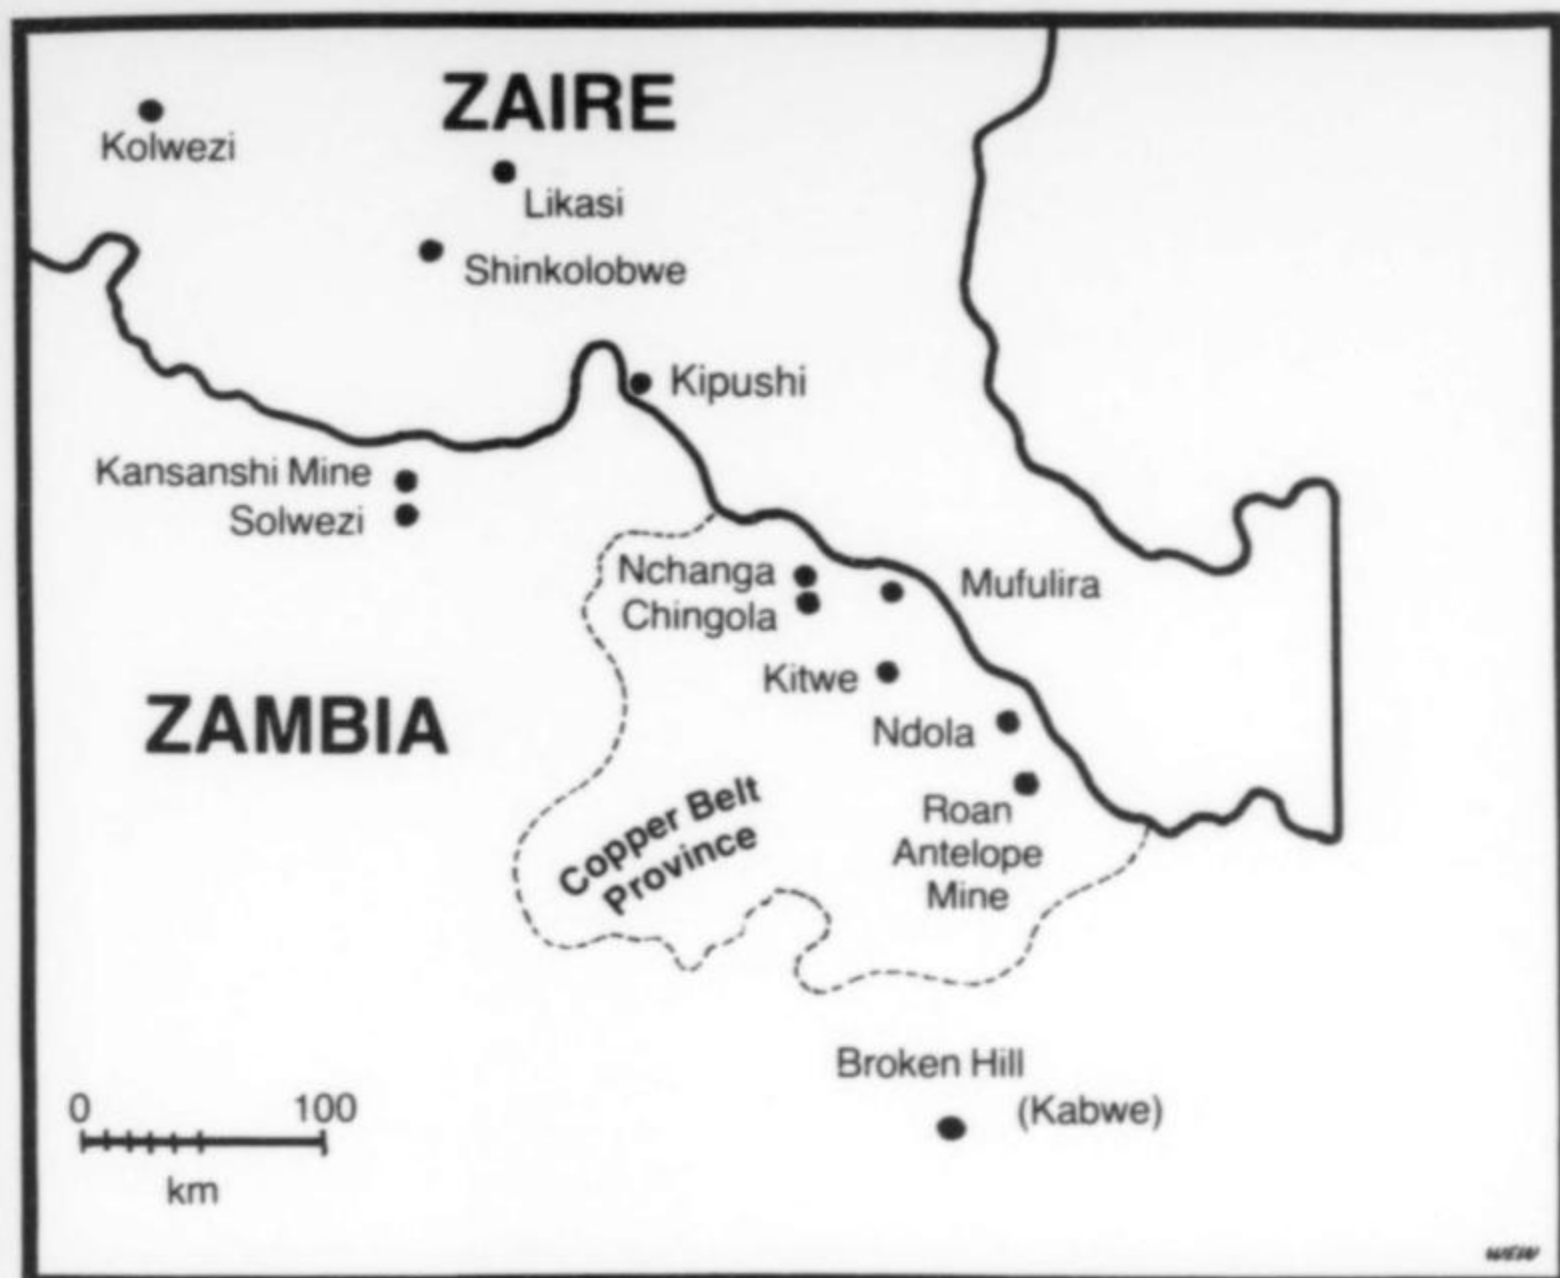 ZAIRE
Kolwezi
Likasi
Shinkolobwe
Kipushi
Kansanshi Mine
Solwezi
Nchanga
Chingola
Mufulira
Kitwe
ZAMBIA
Ndola
Copper Belt
Province
Roan
Antelope
Mine
Broken Hill
(Kabwe)
0 100
km
WEW